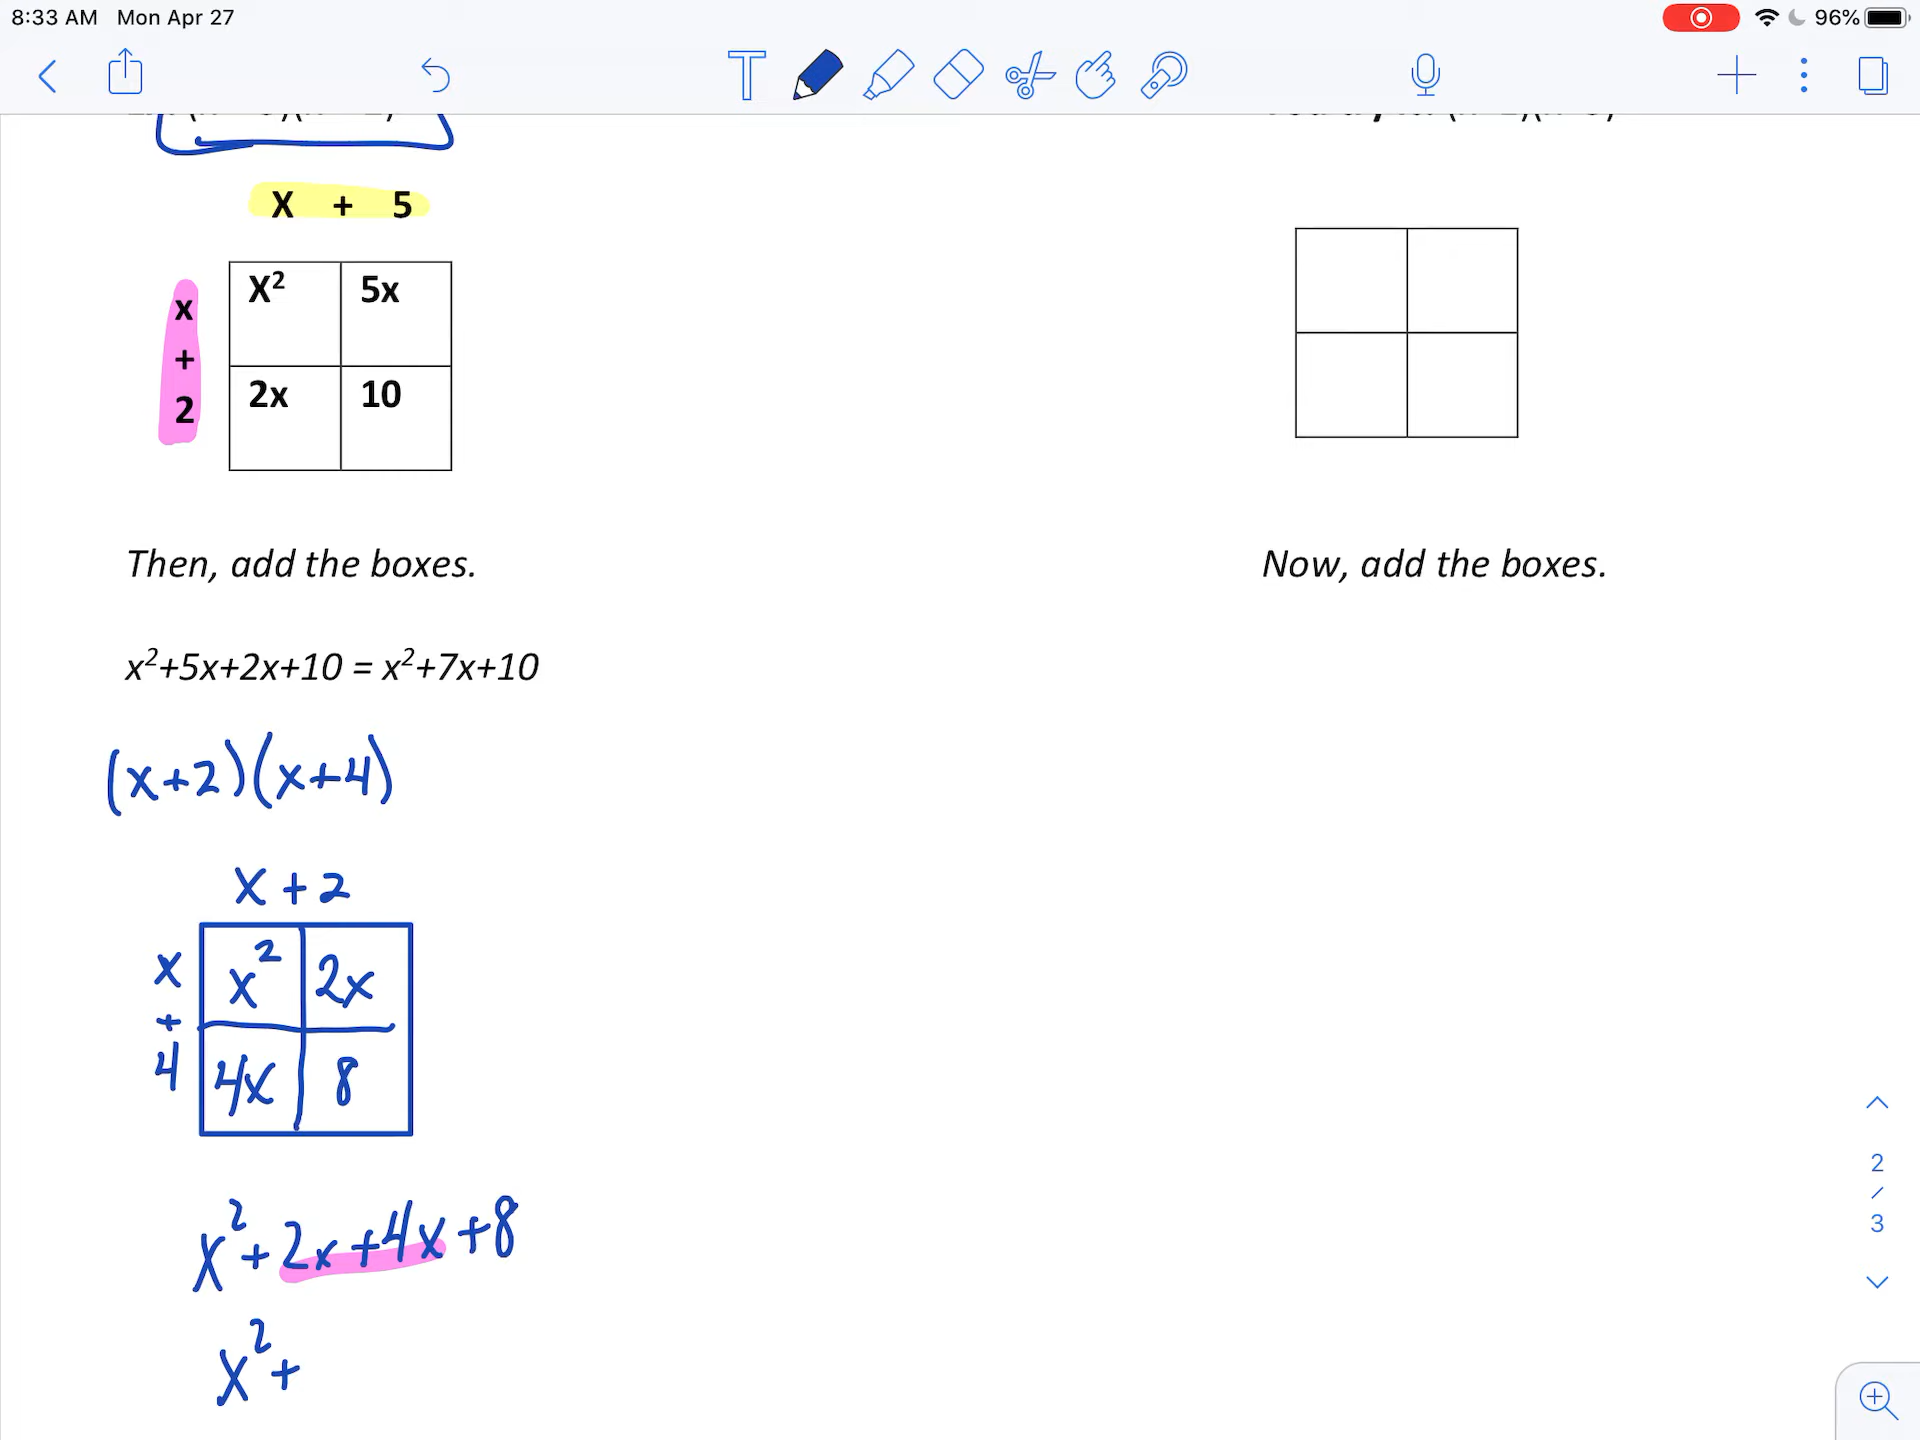 8:33 AM Mon Apr 27
96%
T
X + 5
x
+
2
X² 5x
2x 10
Then, add the boxes.
x²+5x+2x+10 = x²+7x+10
(x+2)(x+4)
x + 2
x
+
4
x² 2x
4x 8
x² + 2x + 4x + 8
x² +
Now, add the boxes.
2
/
3